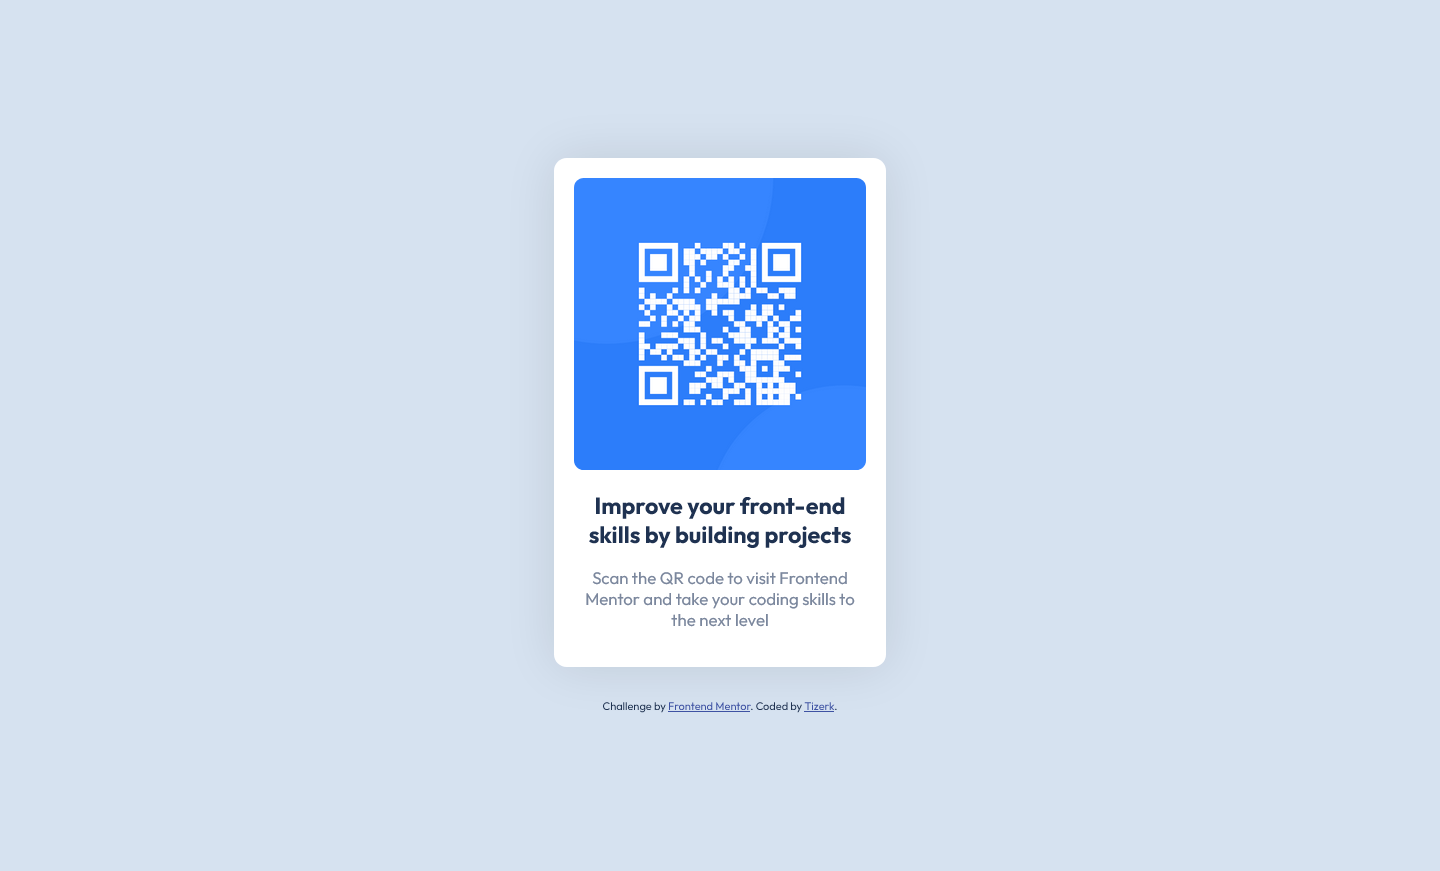 Improve your front-end
skills by building projects
Scan the QR code to visit Frontend
Mentor and take your coding skills to
the next level
Challenge by Frontend Mentor. Coded by Tizerk.